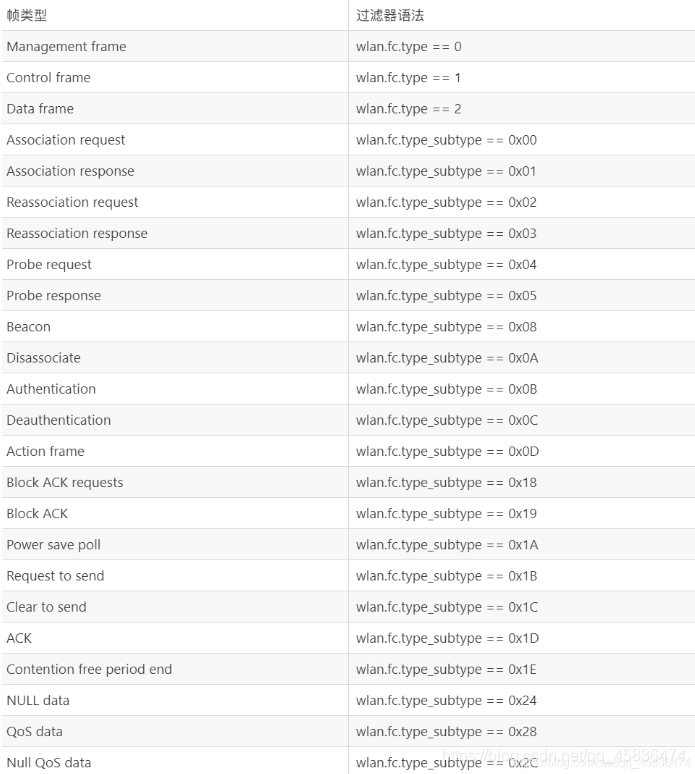 帧类型 过滤器语法
Management frame wlan.fc.type == 0
Control frame wlan.fc.type == 1
Data frame wlan.fc.type == 2
Association request wlan.fc.type_subtype == 0x00
Association response wlan.fc.type_subtype == 0x01
Reassociation request wlan.fc.type_subtype == 0x02
Reassociation response wlan.fc.type_subtype == 0x03
Probe request wlan.fc.type_subtype == 0x04
Probe response wlan.fc.type_subtype == 0x05
Beacon wlan.fc.type_subtype == 0x08
Disassociate wlan.fc.type_subtype == 0x0A
Authentication wlan.fc.type_subtype == 0x0B
Deauthentication wlan.fc.type_subtype == 0x0C
Action frame wlan.fc.type_subtype == 0x0D
Block ACK requests wlan.fc.type_subtype == 0x18
Block ACK wlan.fc.type_subtype == 0x19
Power save poll wlan.fc.type_subtype == 0x1A
Request to send wlan.fc.type_subtype == 0x1B
Clear to send wlan.fc.type_subtype == 0x1C
ACK wlan.fc.type_subtype == 0x1D
Contention free period end wlan.fc.type_subtype == 0x1E
NULL data wlan.fc.type_subtype == 0x24
QoS data wlan.fc.type_subtype == 0x28
https://blog.csdn.net/qq_45836474
Null QoS data wlan.fc.type_subtype == 0x2C